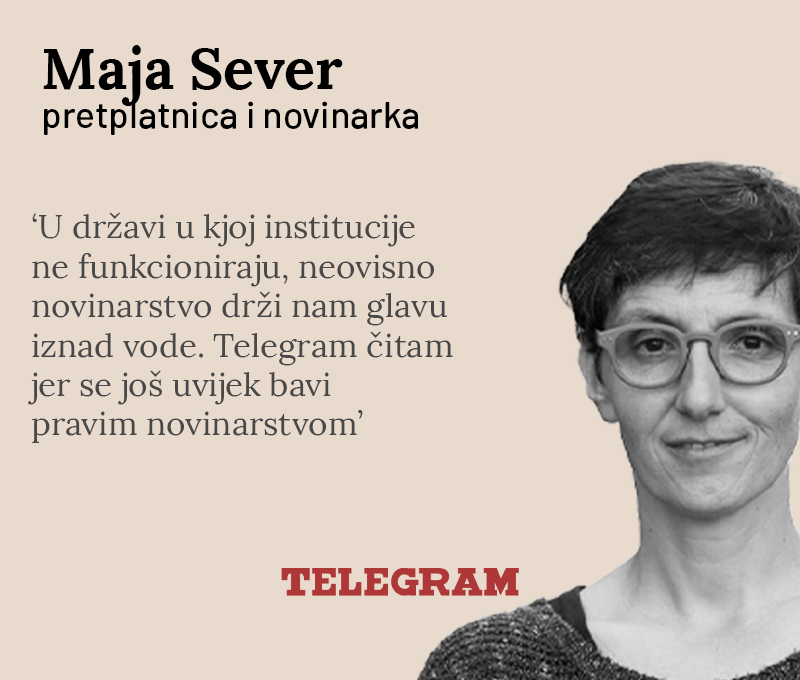 Maja Sever
pretplatnica i novinarka
‘U državi u kjoj institucije
ne funkcioniraju, neovisno
novinarstvo drži nam glavu
iznad vode. Telegram čitam
jer se još uvijek bavi
pravim novinarstvom’
TELEGRAM